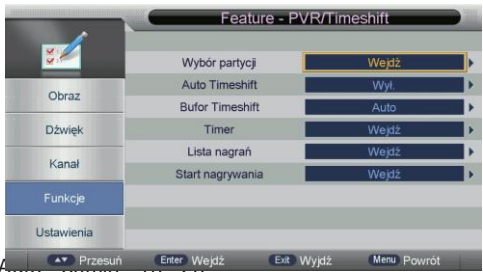 Feature - PVR/Timeshift
Wybór partycji Wejdź
Auto Timeshift Wył.
Bufor Timeshift Auto
Timer Wejdź
Lista nagrań Wejdź
Start nagrywania Wejdź
Obraz
Dźwięk
Kanał
Funkcje
Ustawienia
Przesuń Enter Wejdź Exit Wyjdź Menu Powrót